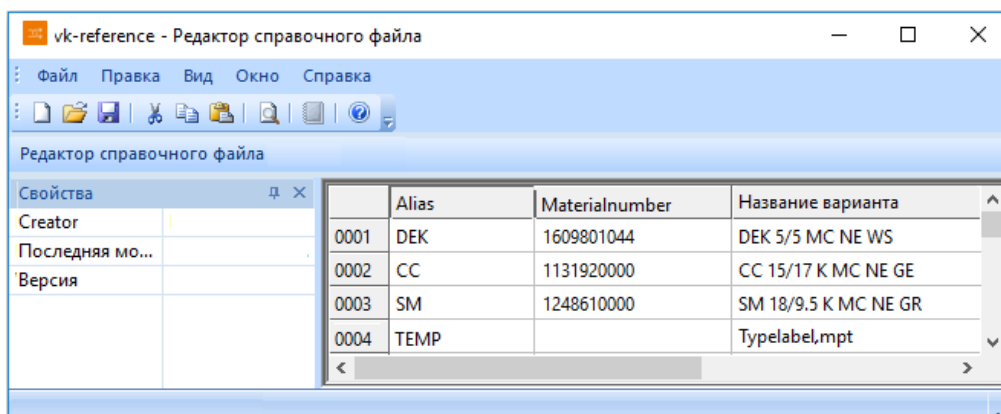 vk-reference - Редактор справочного файла
Файл Правка Вид Окно Справка
Редактор справочного файла
Свойства
Creator
Последняя мо...
Версия
Alias Materialnumber Название варианта
0001 DEK 1609801044 DEK 5/5 MC NE WS
0002 CC 1131920000 CC 15/17 K MC NE GE
0003 SM 1248610000 SM 18/9.5 K MC NE GR
0004 TEMP Typelabel,mpt